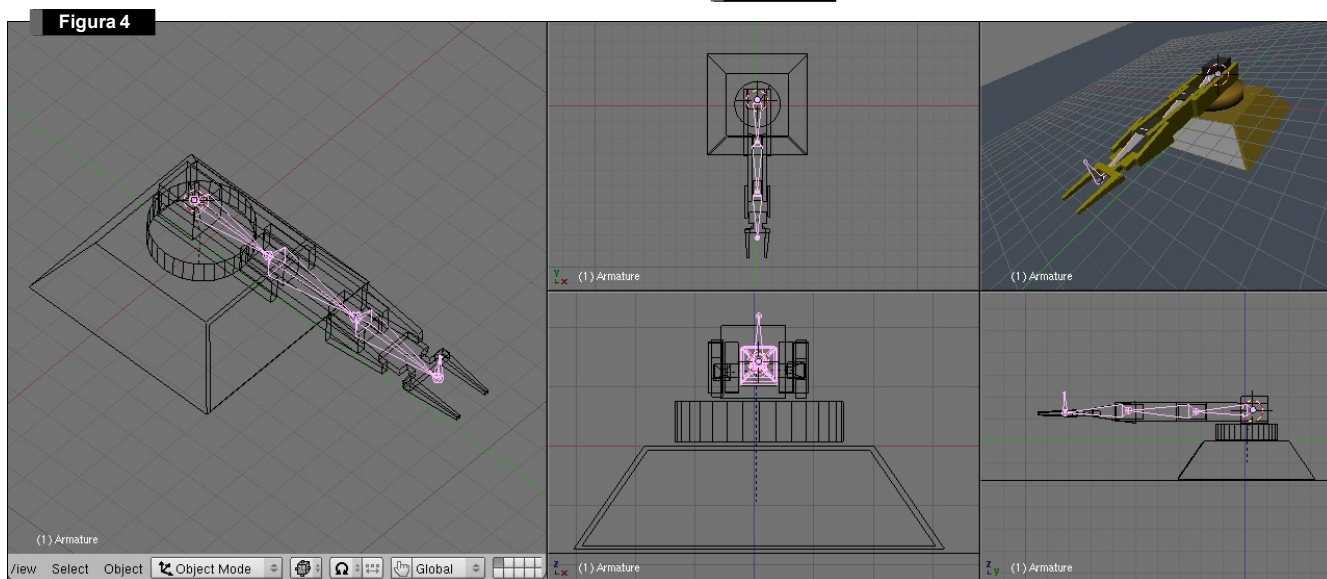 Figura 4
(1) Armature
y
x
(1) Armature
(1) Armature
z
x
(1) Armature
z
y
(1) Armature
/iew Select Object Object Mode Global